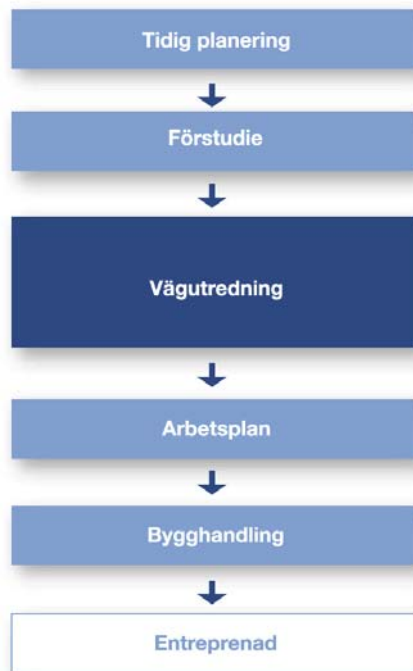 Tidig planering
Förstudie
Vägutredning
Arbetsplan
Bygghandling
Entreprenad